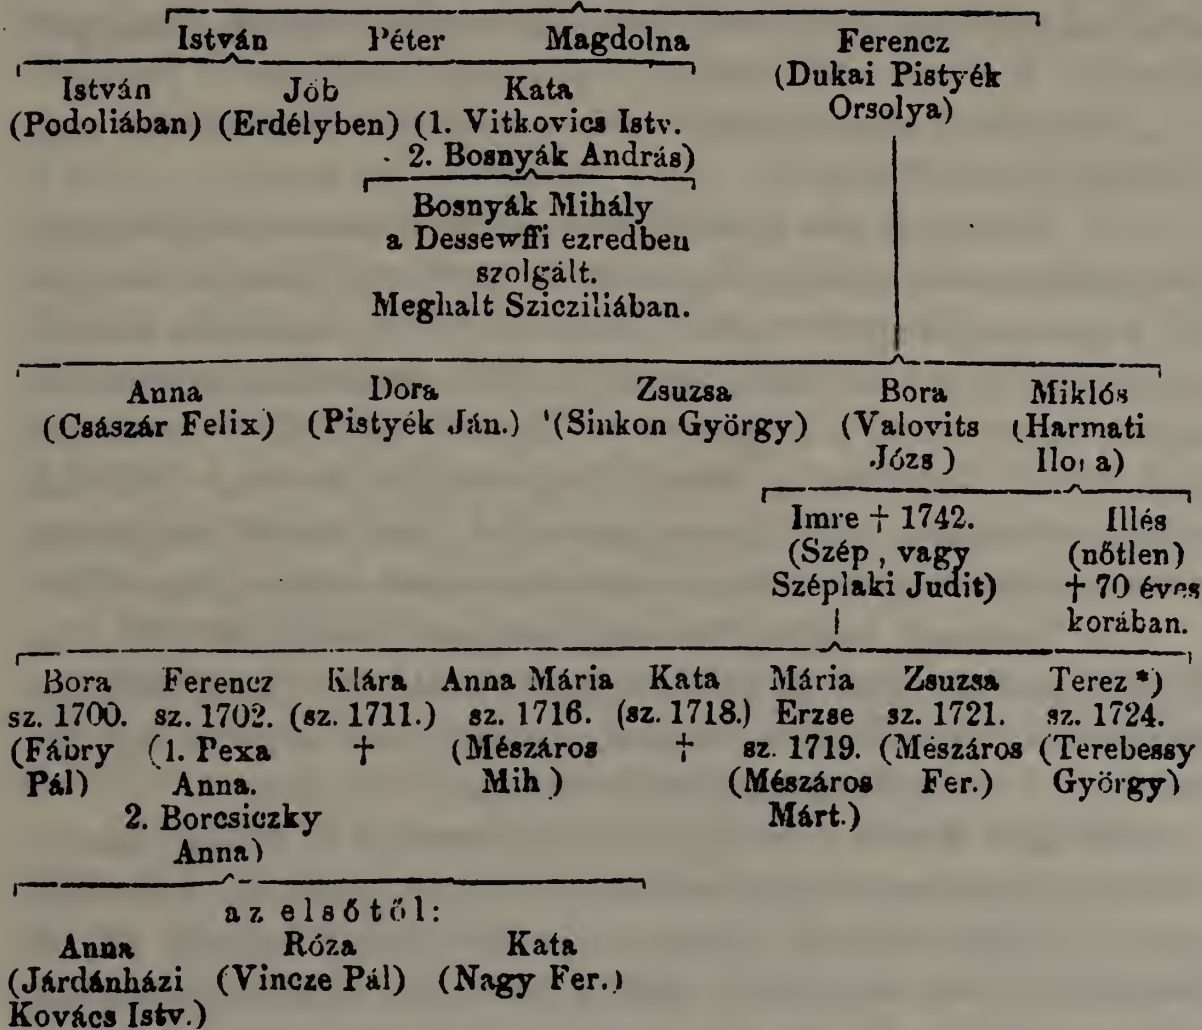 István Péter Magdolna Ferencz
(Dukai Pistyék
Orsolya)
István Jób Kata
(Podoliában) (Erdélyben) (1. Vitkovics Istv.
2. Bosnyák András)
Bosnyák Mihály
a Dessewffi ezredben
szolgált.
Meghalt Szicziliában.
Anna Dora Zsuzsa Bora Miklós
(Császár Felix) (Pistyék Ján.) (Sinkon György) (Valovits (Harmati
Józs ) Ilona)
Imre † 1742. Illés
(Szép , vagy (nőtlen)
Széplaki Judit) † 70 éves
korában.
Bora Ferencz Klára Anna Mária Kata Mária Zsuzsa Terez *)
sz. 1700. sz. 1702. (sz. 1711.) sz. 1716. (sz. 1718.) Erzse sz. 1721. sz. 1724.
(Fábry (1. Pexa † (Mészáros † sz. 1719. (Mészáros (Terebessy
Pál) Anna. Mih ) (Mészáros Fer.) György)
2. Borcsiczky Márt.)
Anna)
az elsőtől:
Anna Róza Kata
(Járdánházi (Vincze Pál) (Nagy Fer.)
Kovács Istv.)